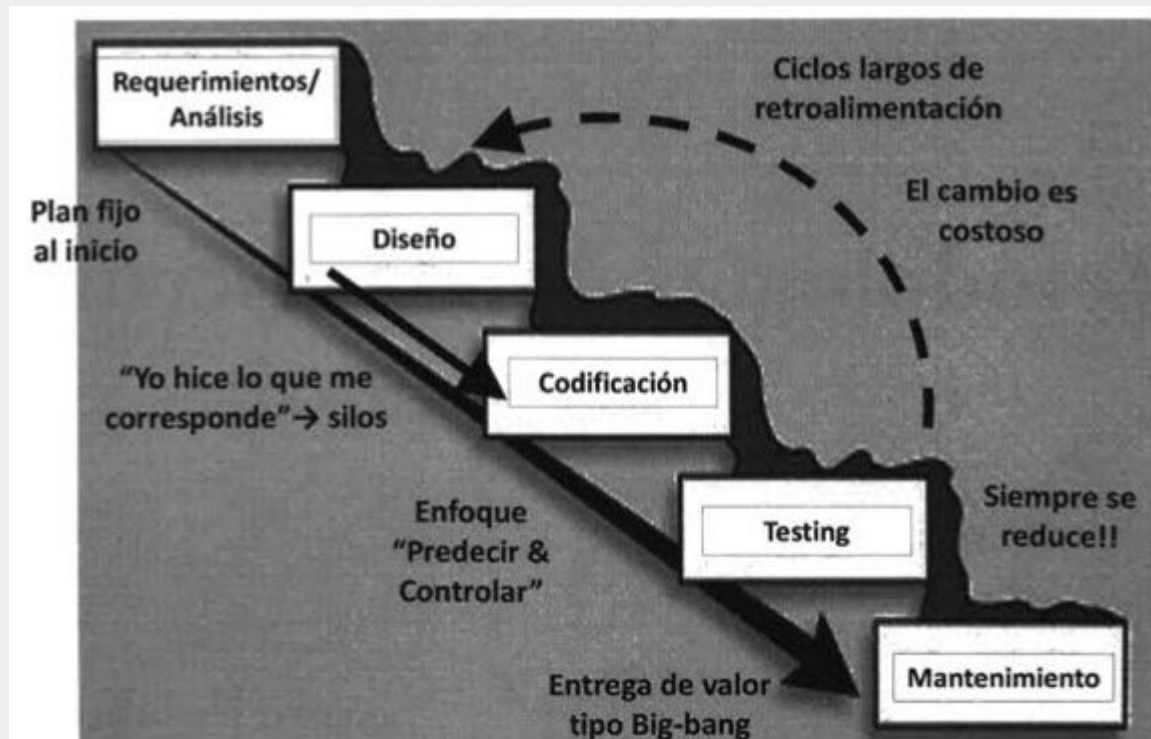 Requerimientos/
Análisis
Ciclos largos de
retroalimentación
El cambio es
costoso
Plan fijo
al inicio
Diseño
"Yo hice lo que me
corresponde"→ silos
Codificación
Enfoque
"Predecir &
Controlar"
Testing
Siempre se
reduce!!
Entrega de valor
tipo Big-bang
Mantenimiento